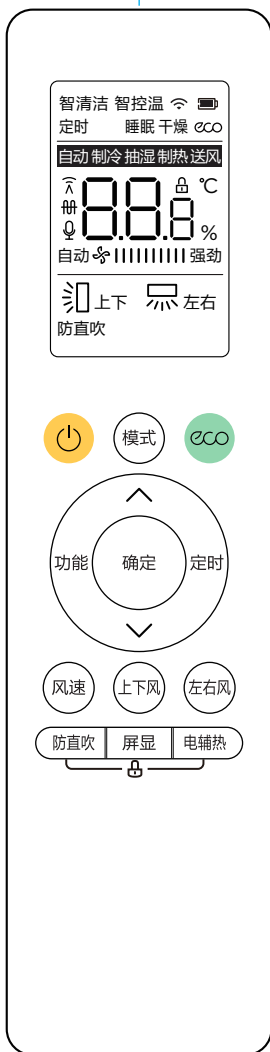 智清洁 智控温
定时 睡眠 干燥 eco
自动 制冷 抽湿 制热 送风
88.8 ℃
%
自动 强劲
上下 左右
防直吹
模式 eco
功能 确定 定时
风速 上下风 左右风
防直吹 屏显 电辅热